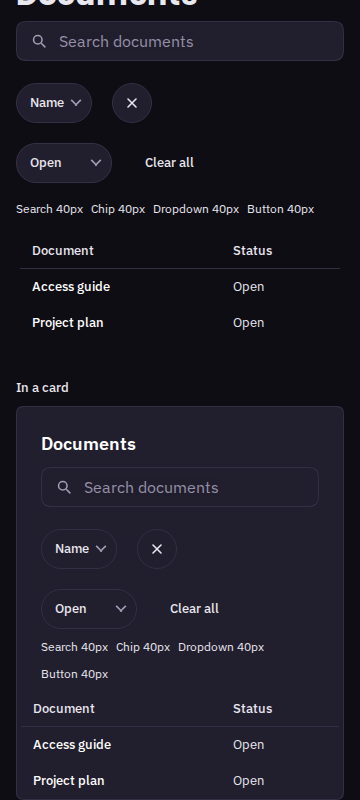 Documents
Search documents
Name
Open Clear all
Search 40px Chip 40px Dropdown 40px Button 40px
Document Status
Access guide Open
Project plan Open
In a card
Documents
Search documents
Name
Open Clear all
Search 40px Chip 40px Dropdown 40px
Button 40px
Document Status
Access guide Open
Project plan Open